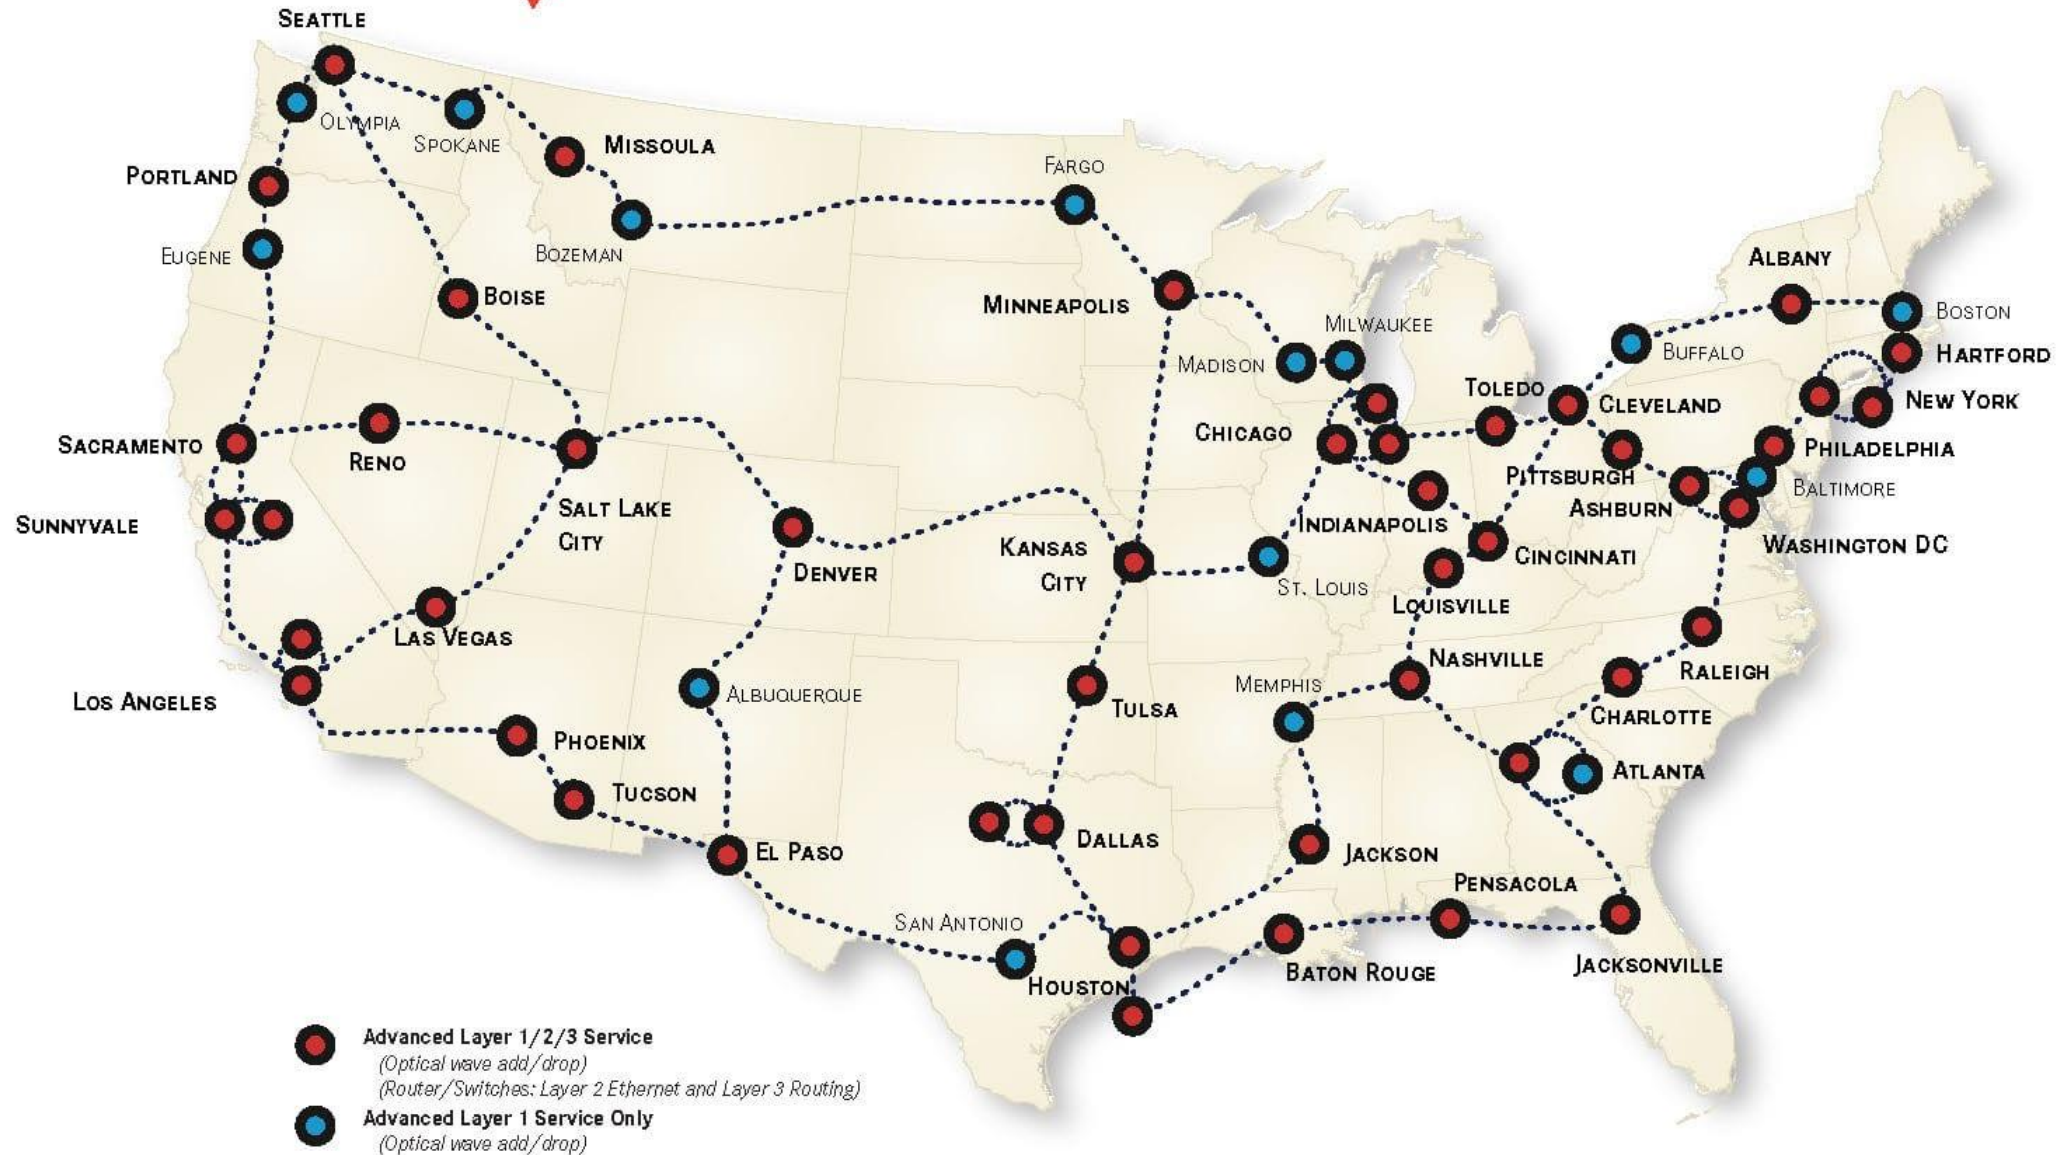 SEATTLE
OLYMPIA
SPOKANE
MISSOULA
PORTLAND
FARGO
EUGENE
BOZEMAN
ALBANY
BOISE
MINNEAPOLIS
BOSTON
MILWAUKEE
MADISON
BUFFALO
HARTFORD
TOLEDO
CLEVELAND
NEW YORK
CHICAGO
SACRAMENTO
RENO
PHILADELPHIA
PITTSBURGH
BALTIMORE
ASHBURN
SALT LAKE
CITY
SUNNYVALE
INDIANAPOLIS
WASHINGTON DC
KANSAS
CITY
CINCINNATI
DENVER
ST. LOUIS
LOUISVILLE
LAS VEGAS
NASHVILLE
RALEIGH
LOS ANGELES
ALBUQUERQUE
MEMPHIS
TULSA
CHARLOTTE
PHOENIX
ATLANTA
TUCSON
DALLAS
EL PASO
JACKSON
PENSACOLA
SAN ANTONIO
HOUSTON
BATON ROUGE
JACKSONVILLE
Advanced Layer 1/2/3 Service
(Optical wave add/drop)
(Router/Switches: Layer 2 Ethernet and Layer 3 Routing)
Advanced Layer 1 Service Only
(Optical wave add/drop)